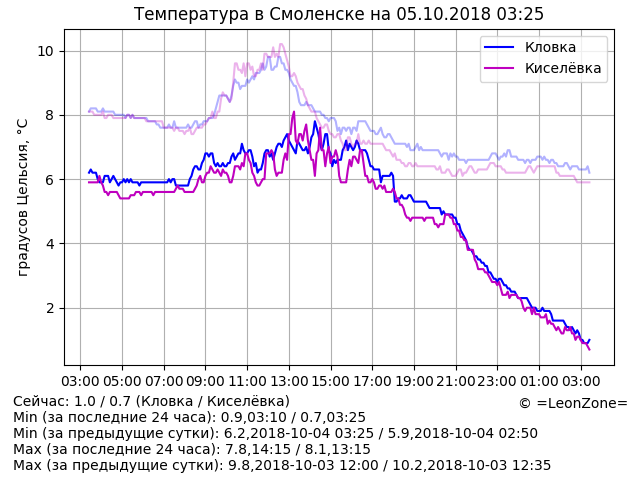 Температура в Смоленске на 05.10.2018 03:25
10
8
6
4
2
градусов Цельсия, °C
Кловка
Киселёвка
03:00 05:00 07:00 09:00 11:00 13:00 15:00 17:00 19:00 21:00 23:00 01:00 03:00
Сейчас: 1.0 / 0.7 (Кловка / Киселёвка)
© =LeonZone=
Min (за последние 24 часа): 0.9,03:10 / 0.7,03:25
Min (за предыдущие сутки): 6.2,2018-10-04 03:25 / 5.9,2018-10-04 02:50
Max (за последние 24 часа): 7.8,14:15 / 8.1,13:15
Max (за предыдущие сутки): 9.8,2018-10-03 12:00 / 10.2,2018-10-03 12:35